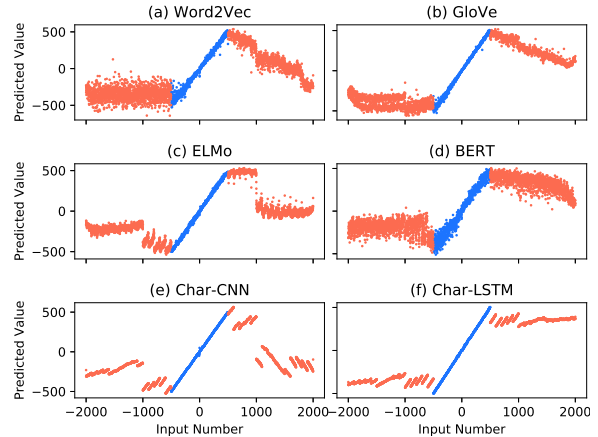 (a) Word2Vec
(b) GloVe
Predicted Value
500
0
−500
(c) ELMo
(d) BERT
Predicted Value
500
0
−500
(e) Char-CNN
(f) Char-LSTM
Predicted Value
500
0
−500
−2000 −1000 0 1000 2000
−2000 −1000 0 1000 2000
Input Number
Input Number